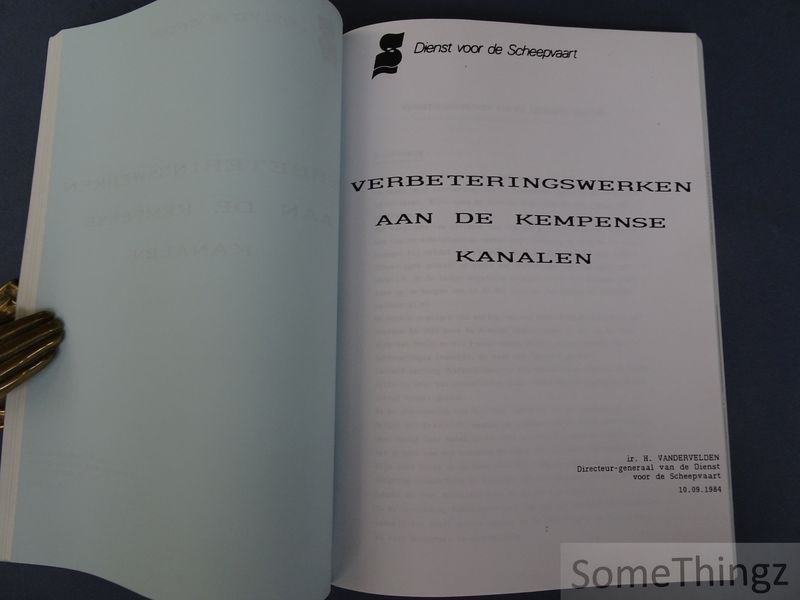 Dienst voor de Scheepvaart
VERBETERINGSWERKEN
AAN DE KEMPENSE
KANALEN
ir. H. VANDERVELDEN
Directeur-generaal van de Dienst
voor de Scheepvaart
10.09.1984
SomeThingz